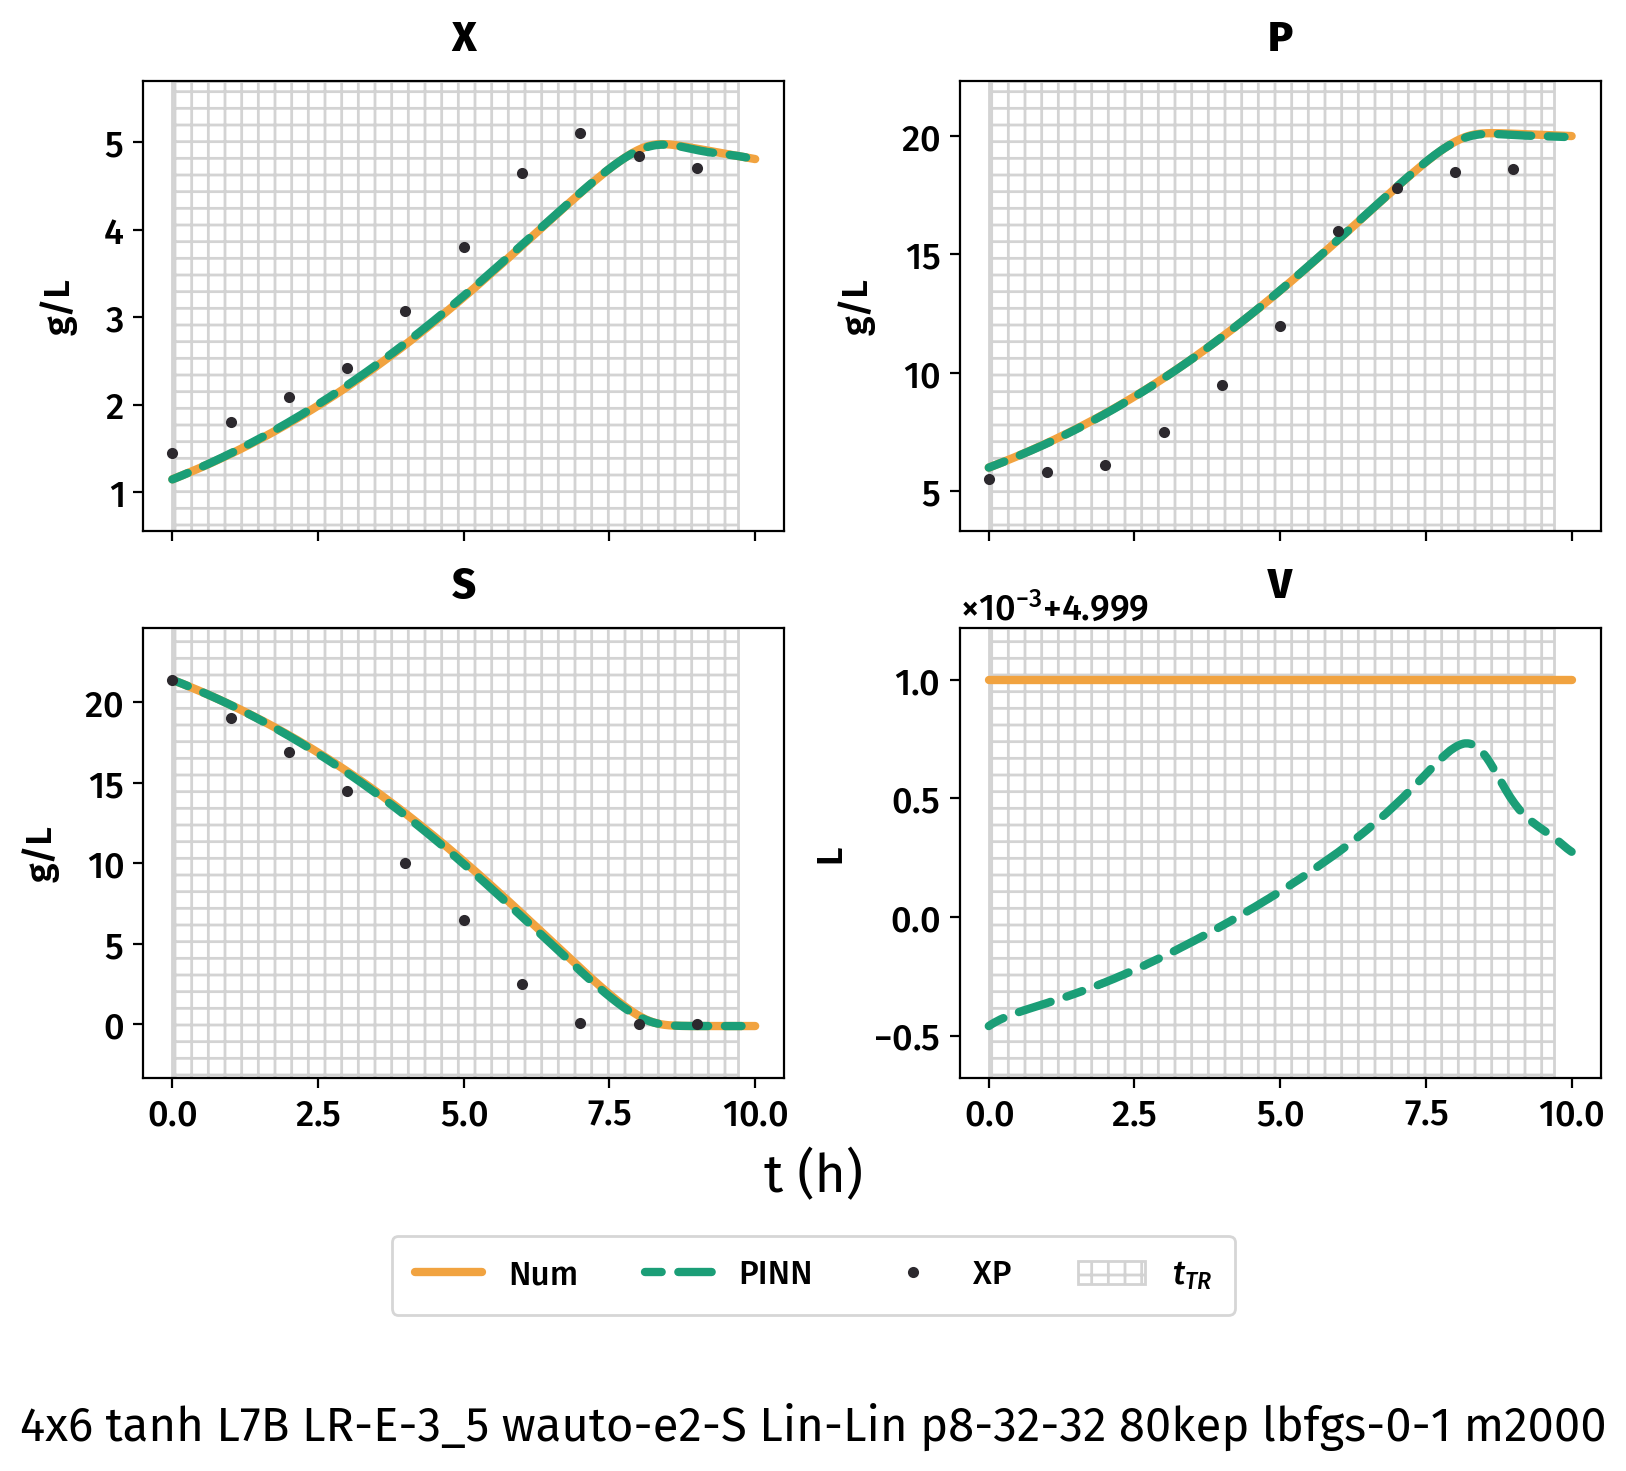 X
P
g/L
5
4
3
2
1
g/L
20
15
10
5
S
V
×10⁻³+4.999
g/L
20
15
10
5
0
L
1.0
0.5
0.0
−0.5
0.0 2.5 5.0 7.5 10.0
0.0 2.5 5.0 7.5 10.0
t (h)
Num PINN XP t_TR
4x6 tanh L7B LR-E-3_5 wauto-e2-S Lin-Lin p8-32-32 80kep lbfgs-0-1 m2000